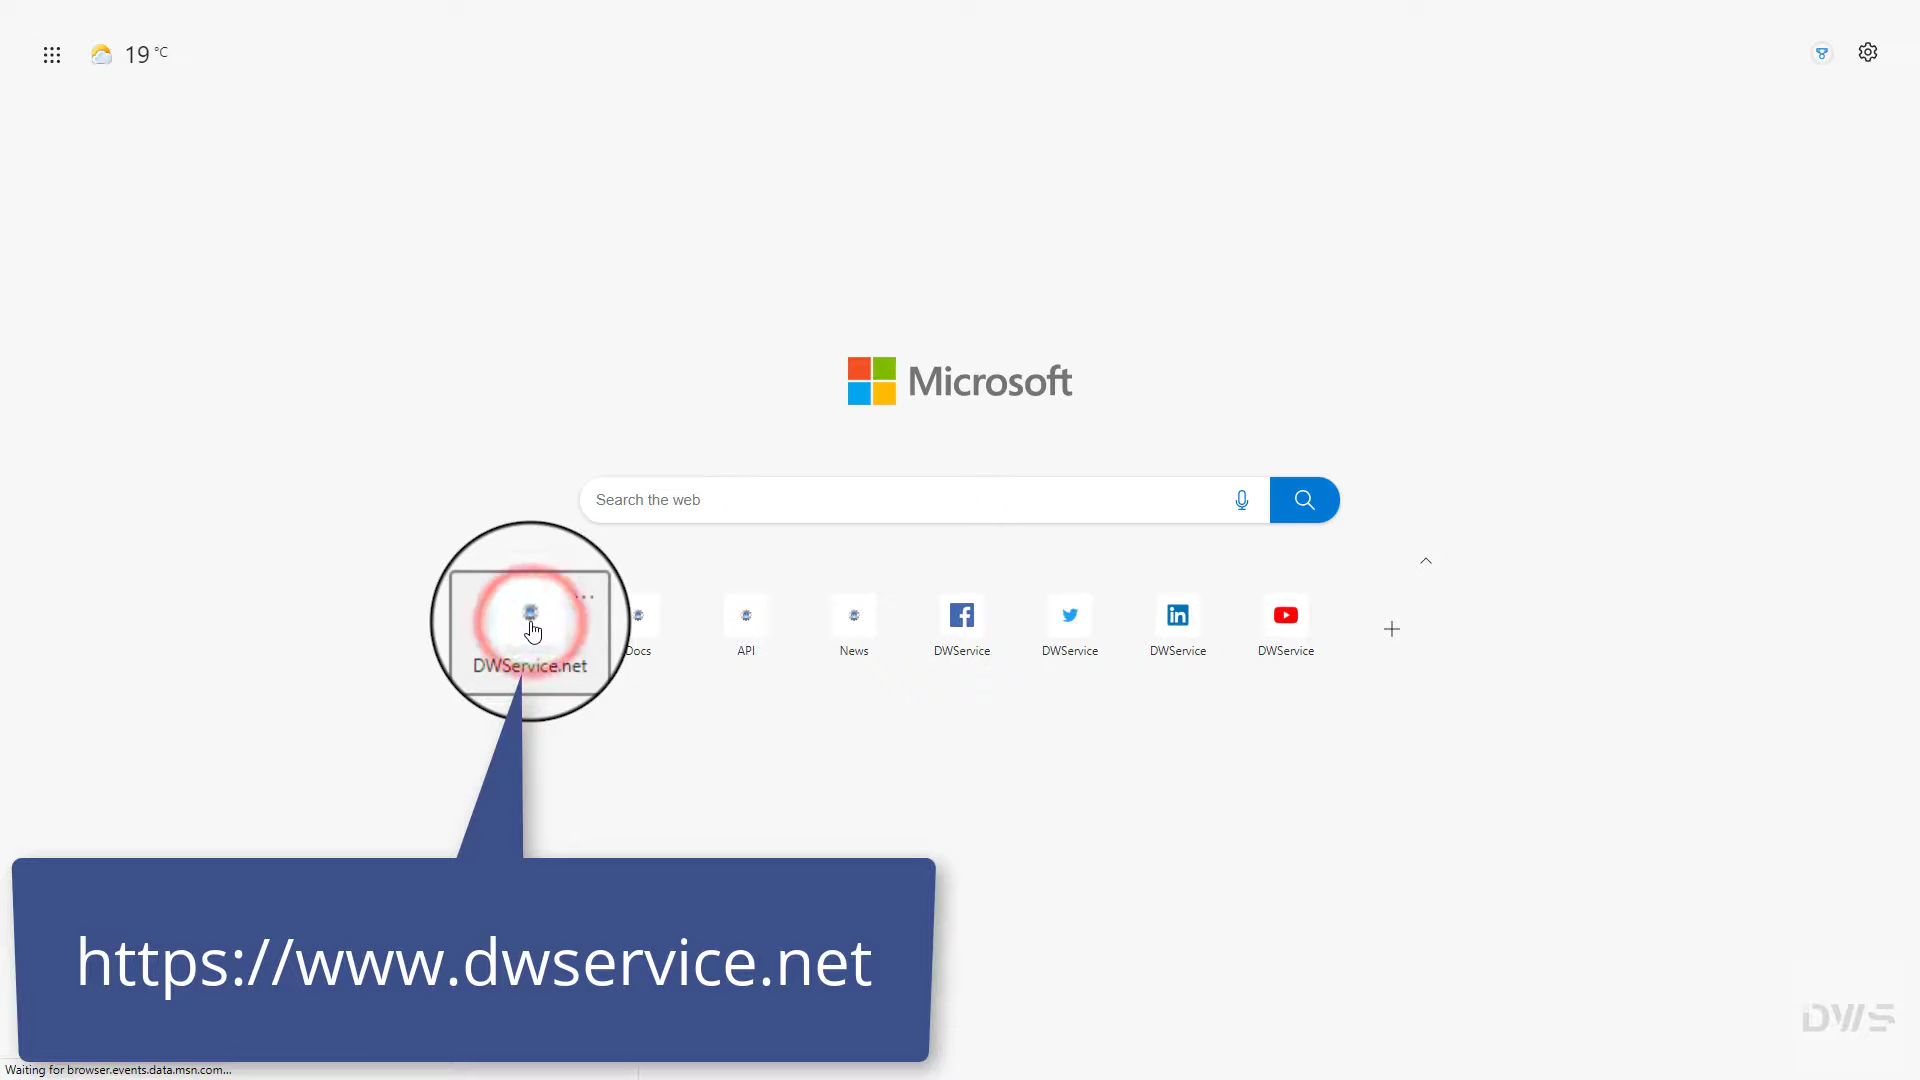 19 °C
Microsoft
Search the web
DWService.net
Docs
API
News
DWService
DWService
DWService
DWService
https://www.dwservice.net
DWS
Waiting for browser.events.data.msn.com...